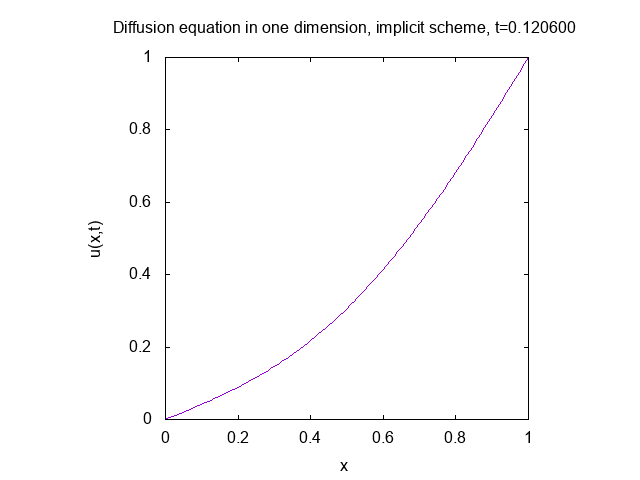 Diffusion equation in one dimension, implicit scheme, t=0.120600
1
0.8
0.6
0.4
0.2
0
u(x,t)
0 0.2 0.4 0.6 0.8 1
x